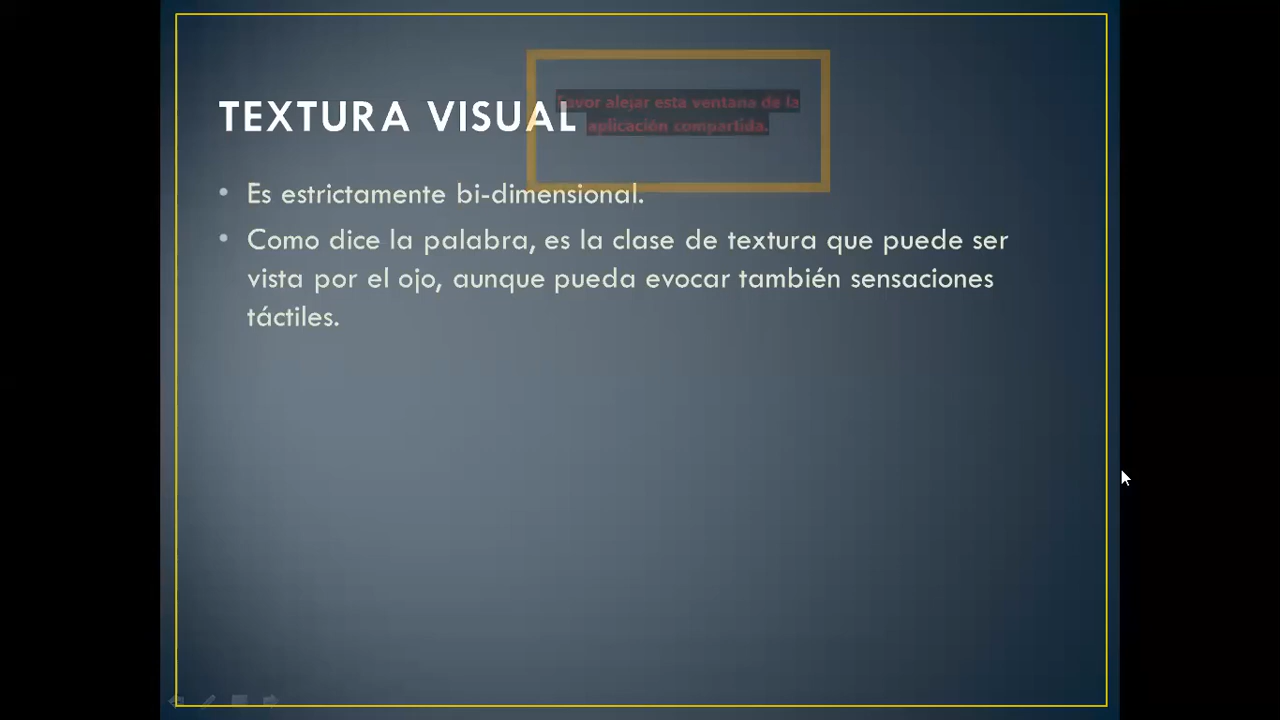 TEXTURA VISUAL
Favor alejar esta ventana de la
aplicación compartida.
• Es estrictamente bi-dimensional.
• Como dice la palabra, es la clase de textura que puede ser
vista por el ojo, aunque pueda evocar también sensaciones
táctiles.